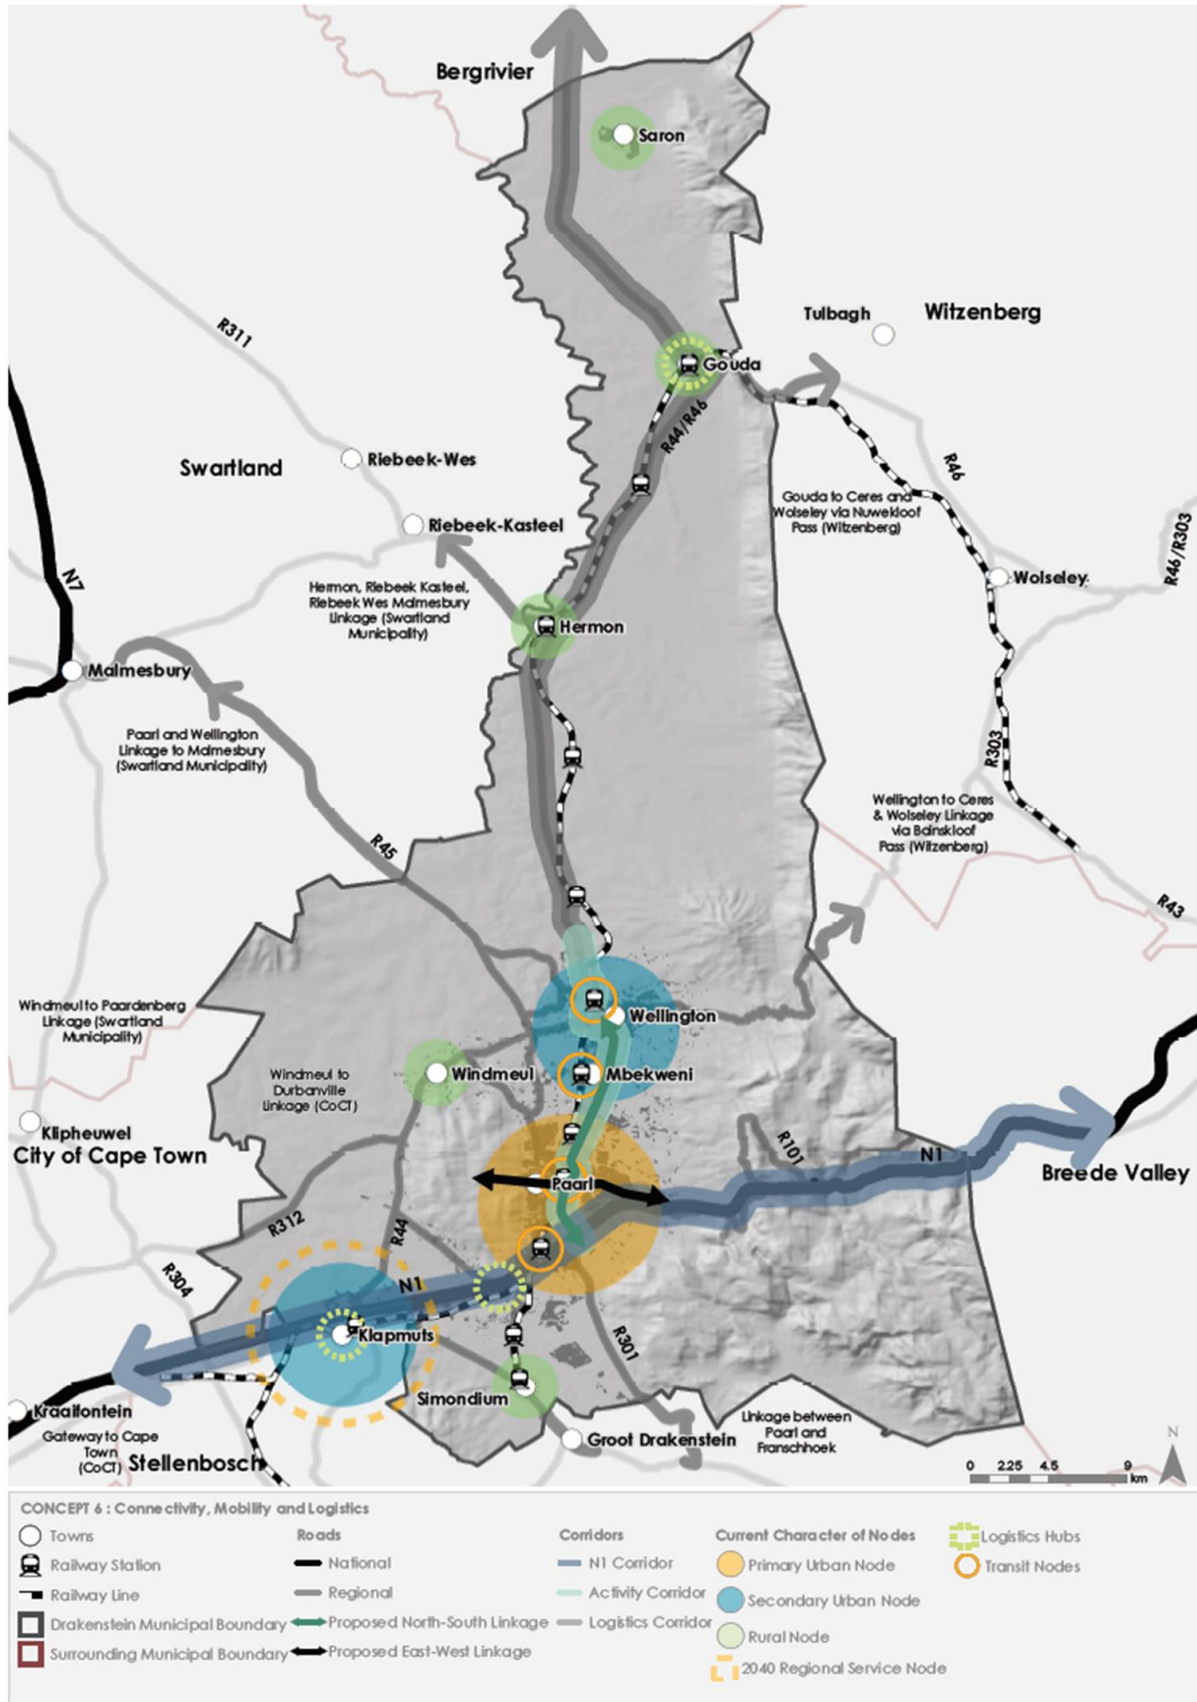 Bergrivier
Saron
Tulbagh
Witzenberg
R311
Gouda
R44/R46
Riebeek-Wes
Swartland
R46
Gouda to Ceres and
Wolseley via Nuwekloof
Pass (Witzenberg)
Riebeek-Kasteel
R46/R303
N7
Wolseley
Hermon, Riebeek Kasteel,
Riebeek Wes Malmesbury
Linkage (Swartland
Municipality)
Hermon
Malmesbury
Paarl and Wellington
Linkage to Malmesbury
(Swartland Municipality)
R303
Wellington to Ceres
& Wolseley Linkage
via Bainskloof
Pass (Witzenberg)
R45
R43
Windmeul to Paardenberg
Linkage (Swartland
Municipality)
Wellington
Windmeul to
Durbanville
Linkage (CoCT)
Windmeul
Mbekweni
Klipheuwel
City of Cape Town
R101
N1
Breede Valley
Paarl
R312
R44
R304
N1
Klapmuts
R301
Simondium
Kraaifontein
Gateway to Cape
Town
(CoCT)
Stellenbosch
Groot Drakenstein
Linkage between
Paarl and
Franschhoek
N
0 2.25 4.5 9
km
CONCEPT 6 : Connectivity, Mobility and Logistics
Towns
Railway Station
Railway Line
Drakenstein Municipal Boundary
Surrounding Municipal Boundary
Roads
National
Regional
Proposed North-South Linkage
Proposed East-West Linkage
Corridors
N1 Corridor
Activity Corridor
Logistics Corridor
Current Character of Nodes
Primary Urban Node
Secondary Urban Node
Rural Node
2040 Regional Service Node
Logistics Hubs
Transit Nodes